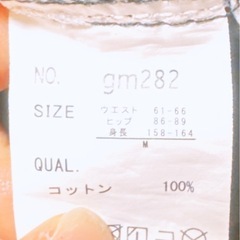 NO. gm282
SIZE ウエスト 61-66
ヒップ 86-89
身長 158-164
M
QUAL.
コットン 100%